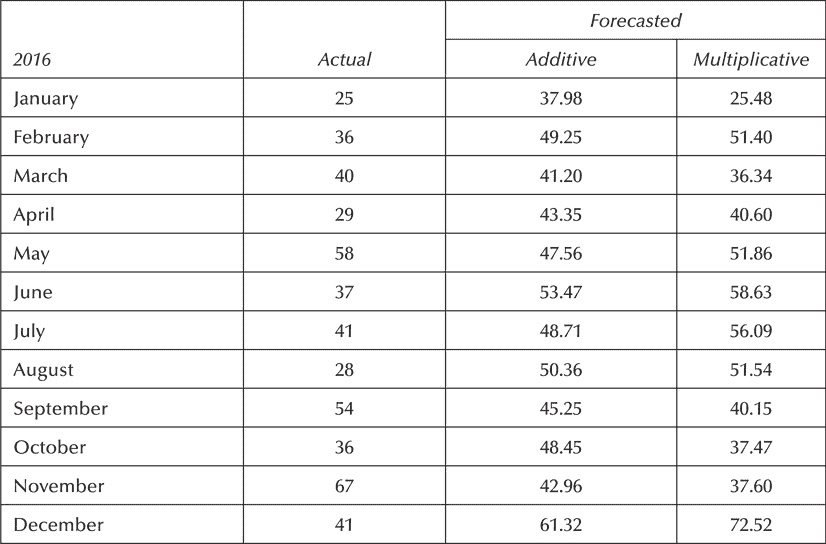 Forecasted
2016 Actual Additive Multiplicative
January 25 37.98 25.48
February 36 49.25 51.40
March 40 41.20 36.34
April 29 43.35 40.60
May 58 47.56 51.86
June 37 53.47 58.63
July 41 48.71 56.09
August 28 50.36 51.54
September 54 45.25 40.15
October 36 48.45 37.47
November 67 42.96 37.60
December 41 61.32 72.52